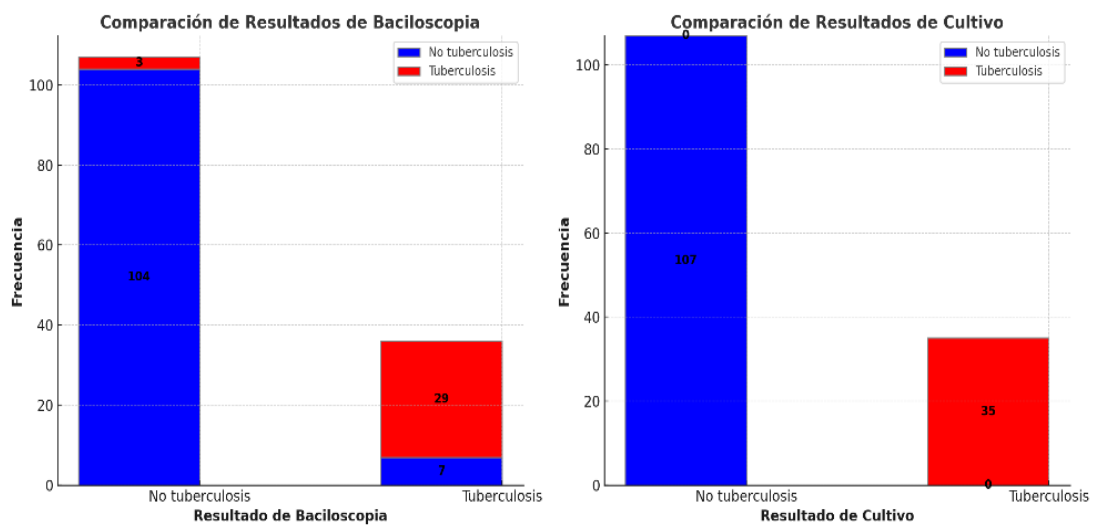 Comparación de Resultados de Baciloscopia
No tuberculosis
Tuberculosis
3
104
29
7
100
80
60
40
20
0
Frecuencia
No tuberculosis
Tuberculosis
Resultado de Baciloscopia
Comparación de Resultados de Cultivo
No tuberculosis
Tuberculosis
0
107
35
0
100
80
60
40
20
0
Frecuencia
No tuberculosis
Tuberculosis
Resultado de Cultivo